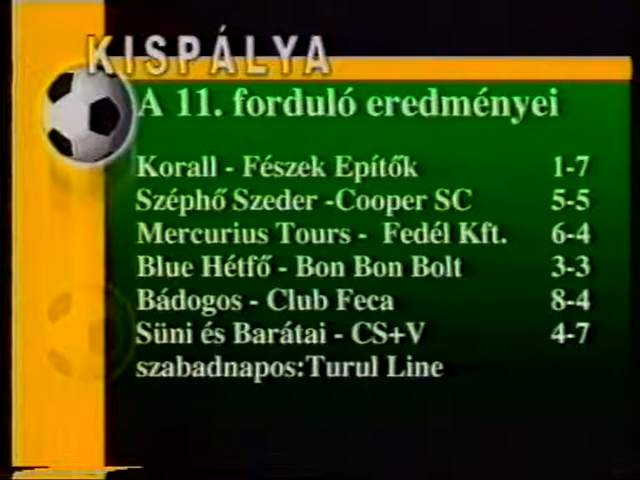 KISPÁLYA
A 11. forduló eredményei
Korall - Fészek Epítők 1-7
Széphő Szeder -Cooper SC 5-5
Mercurius Tours - Fedél Kft. 6-4
Blue Hétfő - Bon Bon Bolt 3-3
Bádogos - Club Feca 8-4
Süni és Barátai - CS+V 4-7
szabadnapos:Turul Line